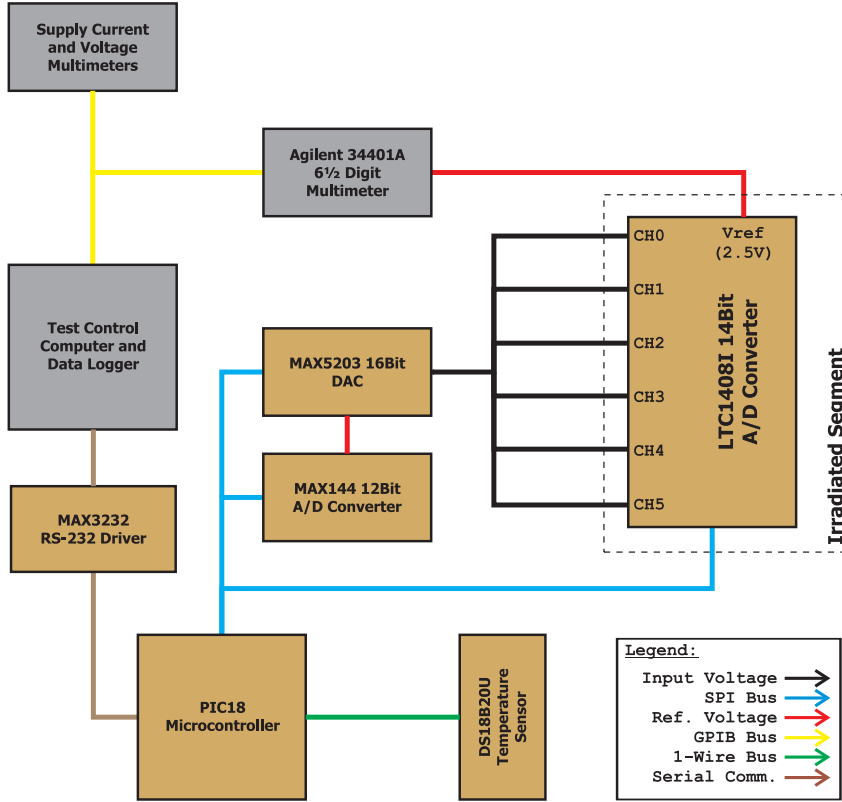 Supply Current
and Voltage
Multimeters
Agilent 34401A
6½ Digit
Multimeter
Vref
(2.5V)
CH0
CH1
CH2
CH3
CH4
CH5
LTC1408I 14Bit
A/D Converter
Irradiated Segment
Test Control
Computer and
Data Logger
MAX5203 16Bit
DAC
MAX144 12Bit
A/D Converter
MAX3232
RS-232 Driver
PIC18
Microcontroller
DS18B20U
Temperature
Sensor
Legend:
Input Voltage
SPI Bus
Ref. Voltage
GPIB Bus
1-Wire Bus
Serial Comm.